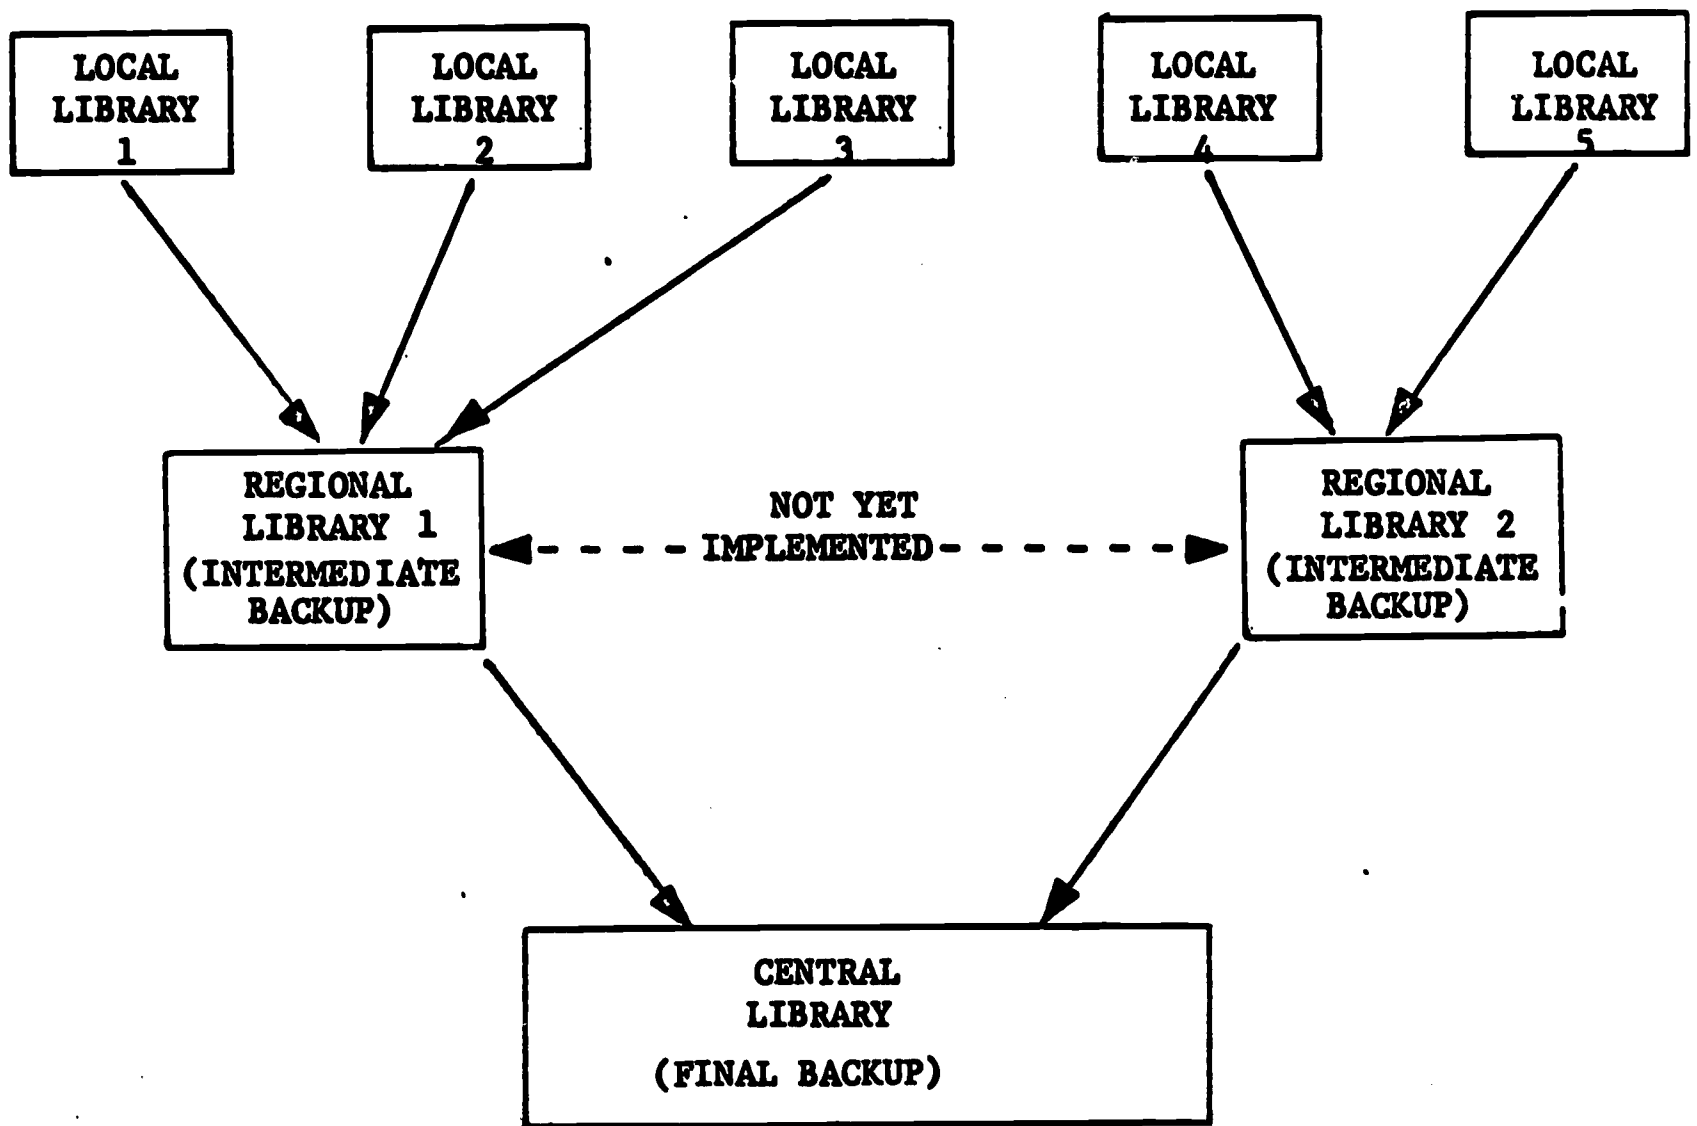 LOCAL
LIBRARY
1
LOCAL
LIBRARY
2
LOCAL
LIBRARY
3
LOCAL
LIBRARY
4
LOCAL
LIBRARY
5
REGIONAL
LIBRARY 1
(INTERMEDIATE
BACKUP)
NOT YET
IMPLEMENTED
REGIONAL
LIBRARY 2
(INTERMEDIATE
BACKUP)
CENTRAL
LIBRARY
(FINAL BACKUP)